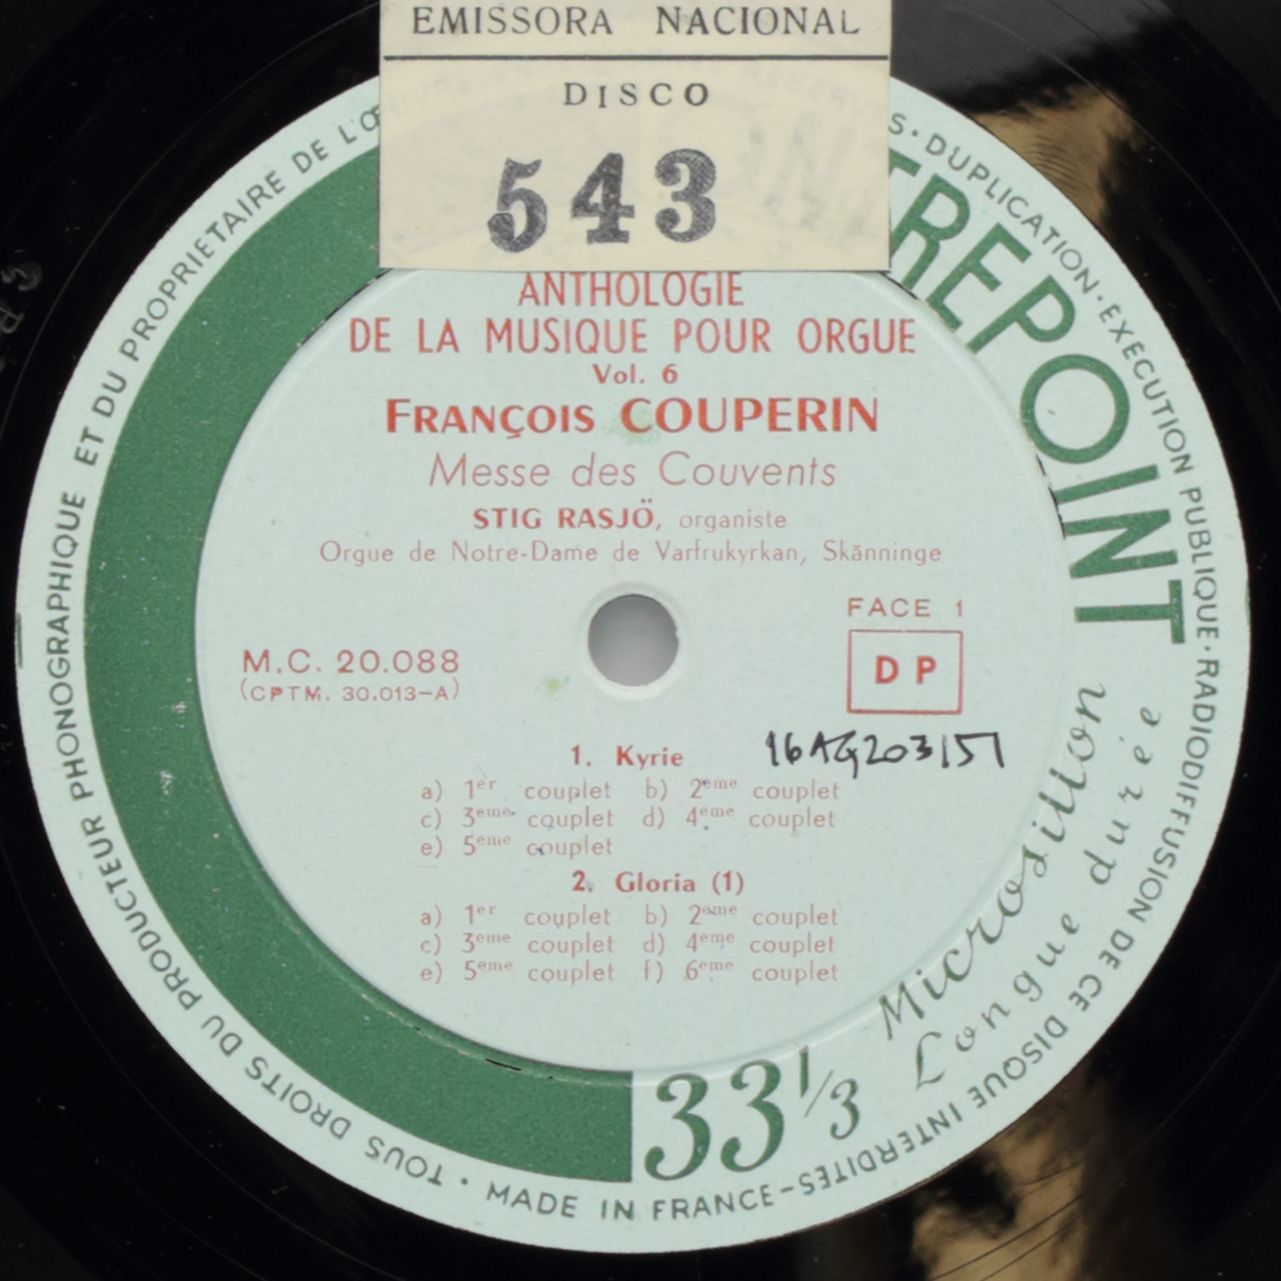 EMISSORA NACIONAL
DISCO
543
ANTHOLOGIE
DE LA MUSIQUE POUR ORGUE
Vol. 6
FRANÇOIS COUPERIN
Messe des Couvents
STIG RASJÖ, organiste
Orgue de Notre-Dame de Varfrukyrkan, Skänninge
FACE 1
DP
M.C. 20.088
(CPTM. 30.013-A)
16AG203151
1. Kyrie
a) 1er couplet b) 2eme couplet
c) 3eme couplet d) 4eme couplet
e) 5eme couplet
2. Gloria (1)
a) 1er couplet b) 2eme couplet
c) 3eme couplet d) 4eme couplet
e) 5eme couplet f) 6eme couplet
TREPOINT
33 1/3 Microsillon
Longue durée
TOUS DROITS DU PRODUCTEUR PHONOGRAPHIQUE ET DU PROPRIETAIRE DE L'Œ
S · DUPLICATION · EXECUTION PUBLIQUE · RADIODIFFUSION DE CE DISQUE INTERDITES - MADE IN FRANCE ·